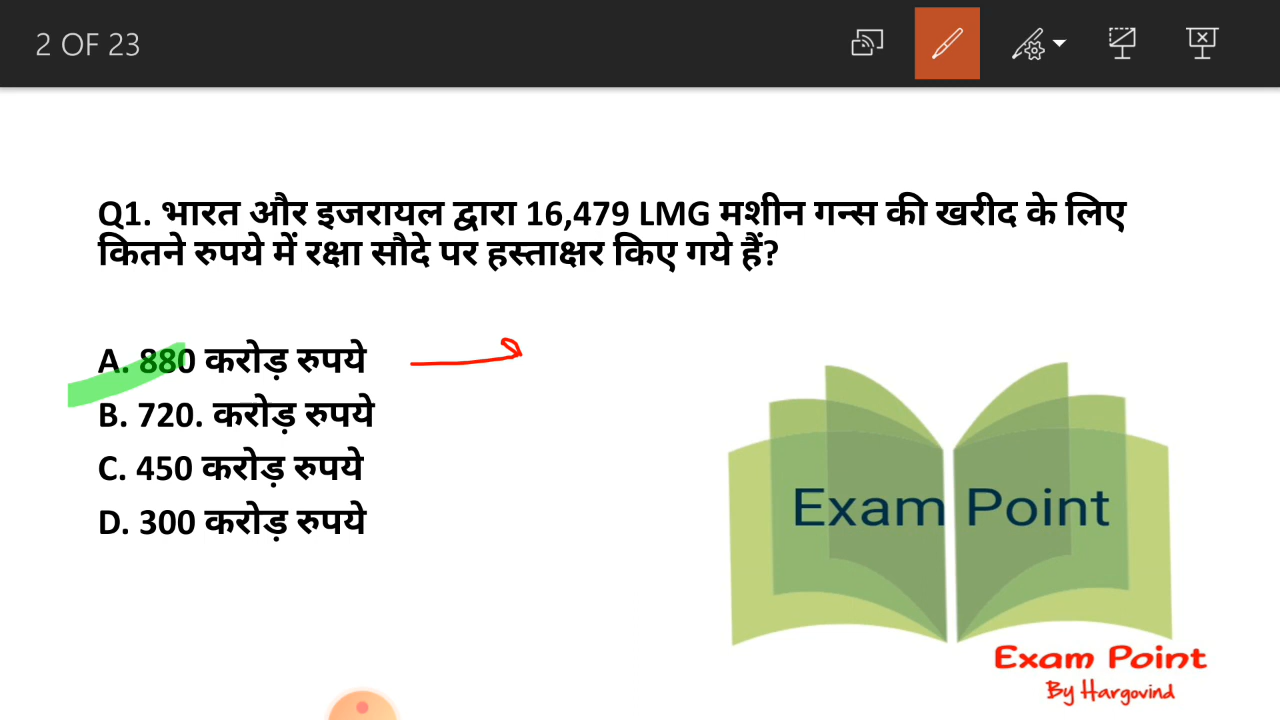 2 OF 23
Q1. भारत और इजरायल द्वारा 16,479 LMG मशीन गन्स की खरीद के लिए
कितने रुपये में रक्षा सौदे पर हस्ताक्षर किए गये हैं?
A. 880 करोड़ रुपये
B. 720. करोड़ रुपये
C. 450 करोड़ रुपये
D. 300 करोड़ रुपये
Exam Point
Exam Point
By Hargovind